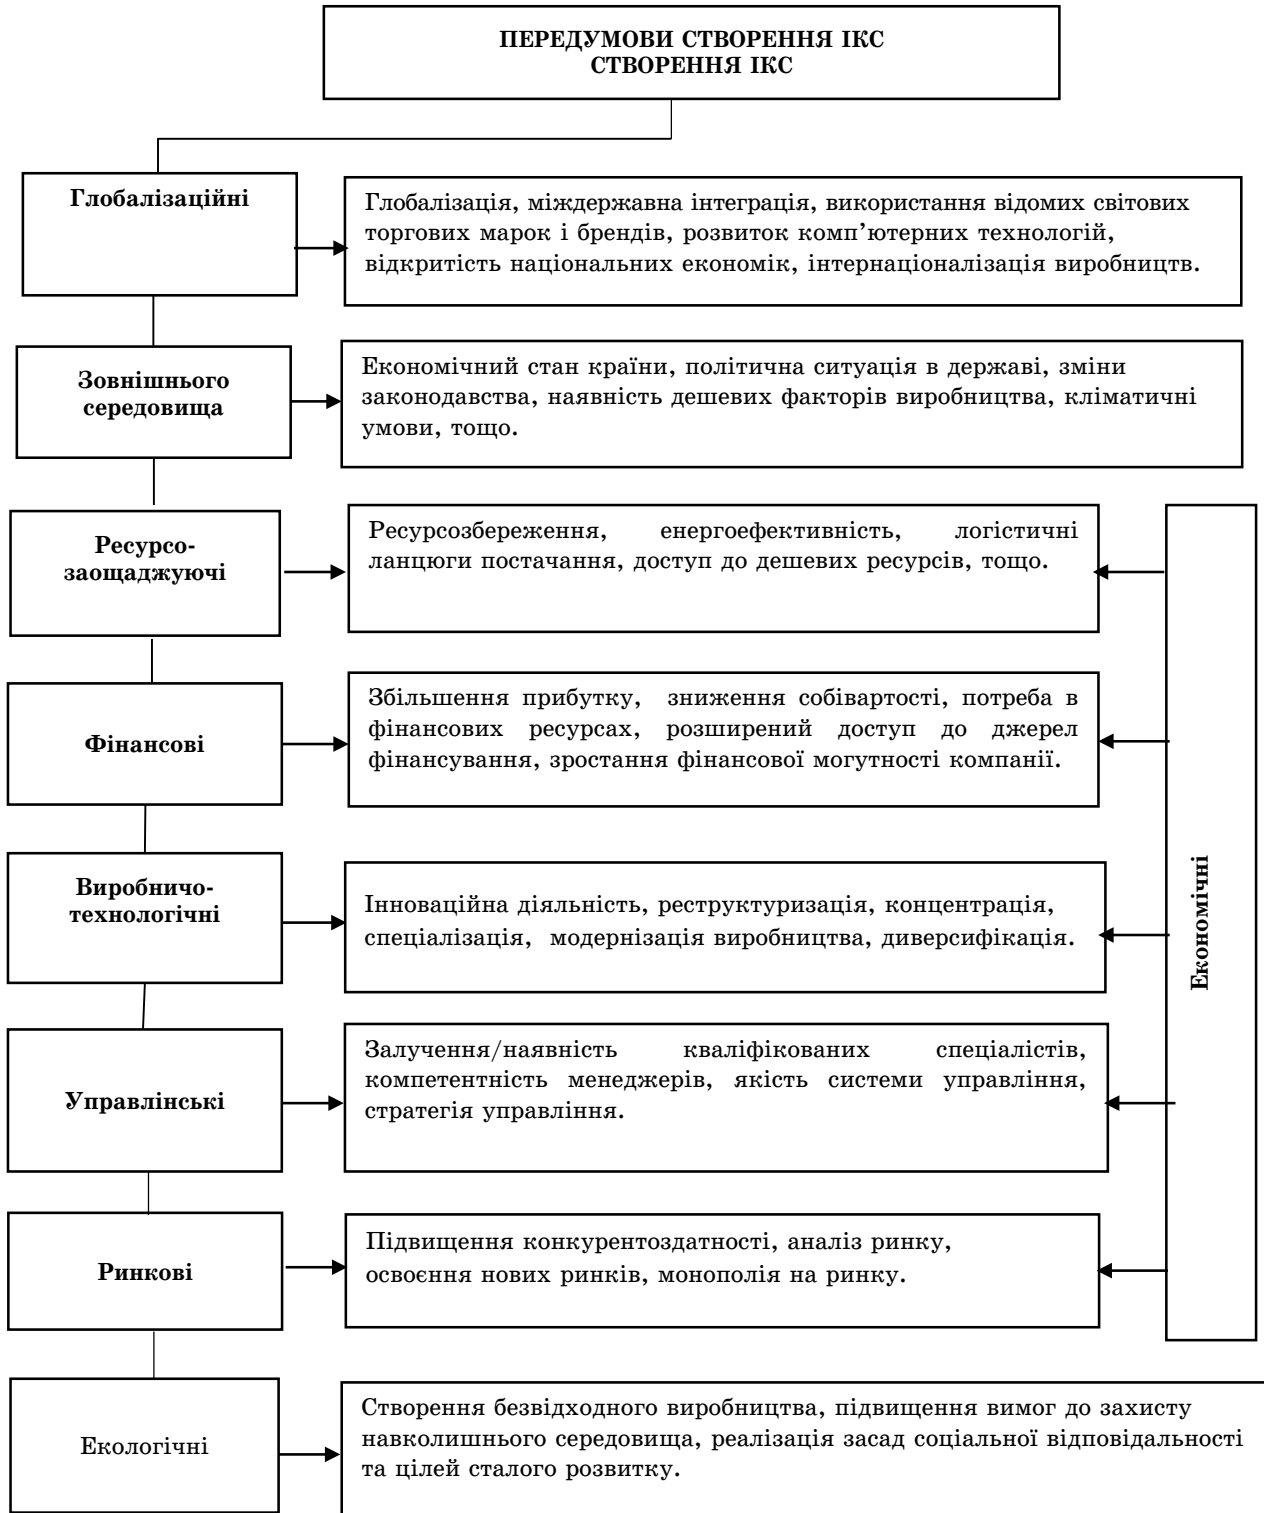 ПЕРЕДУМОВИ СТВОРЕННЯ ІКС
СТВОРЕННЯ ІКС
Глобалізаційні
Глобалізація, міждержавна інтеграція, використання відомих світових
торгових марок і брендів, розвиток комп’ютерних технологій,
відкритість національних економік, інтернаціоналізація виробництв.
Зовнішнього
середовища
Економічний стан країни, політична ситуація в державі, зміни
законодавства, наявність дешевих факторів виробництва, кліматичні
умови, тощо.
Ресурсо-
заощаджуючі
Ресурсозбереження, енергоефективність, логістичні
ланцюги постачання, доступ до дешевих ресурсів, тощо.
Фінансові
Збільшення прибутку, зниження собівартості, потреба в
фінансових ресурсах, розширений доступ до джерел
фінансування, зростання фінансової могутності компанії.
Виробничо-
технологічні
Інноваційна діяльність, реструктуризація, концентрація,
спеціалізація, модернізація виробництва, диверсифікація.
Управлінські
Залучення/наявність кваліфікованих спеціалістів,
компетентність менеджерів, якість системи управління,
стратегія управління.
Ринкові
Підвищення конкурентоздатності, аналіз ринку,
освоєння нових ринків, монополія на ринку.
Економічні
Екологічні
Створення безвідходного виробництва, підвищення вимог до захисту
навколишнього середовища, реалізація засад соціальної відповідальності
та цілей сталого розвитку.